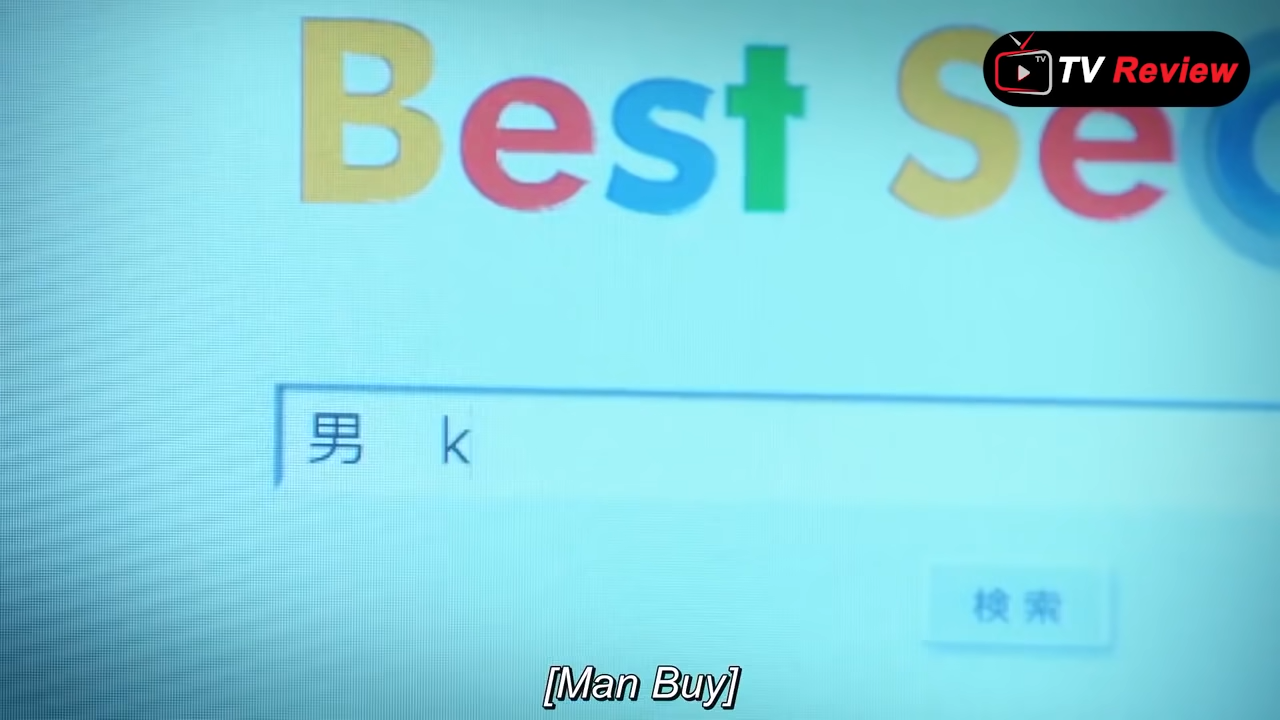 Best Se
TV Review
男 k
検索
[Man Buy]